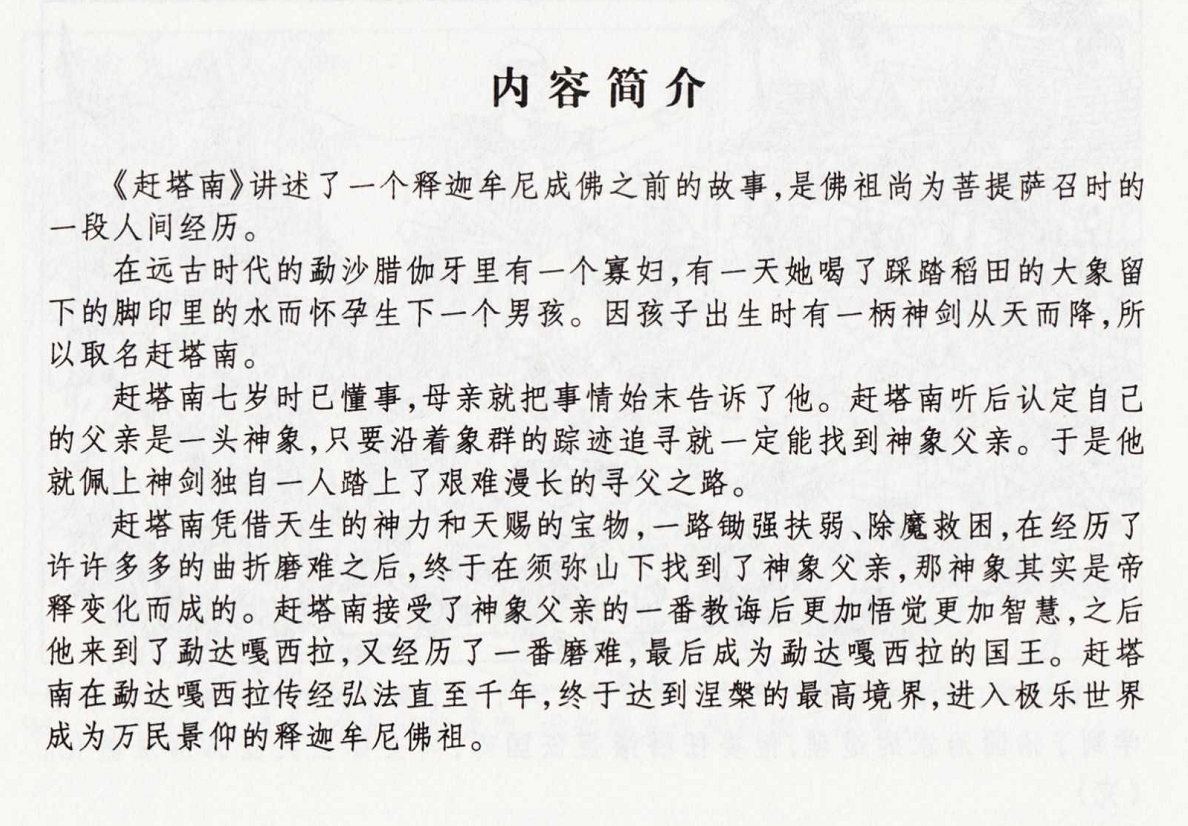 内容简介
《赶塔南》讲述了一个释迦牟尼成佛之前的故事,是佛祖尚为菩提萨召时的
一段人间经历。
在远古时代的勐沙腊伽牙里有一个寡妇,有一天她喝了踩踏稻田的大象留
下的脚印里的水而怀孕生下一个男孩。因孩子出生时有一柄神剑从天而降,所
以取名赶塔南。
赶塔南七岁时已懂事,母亲就把事情始末告诉了他。赶塔南听后认定自己
的父亲是一头神象,只要沿着象群的踪迹追寻就一定能找到神象父亲。于是他
就佩上神剑独自一人踏上了艰难漫长的寻父之路。
赶塔南凭借天生的神力和天赐的宝物,一路锄强扶弱、除魔救困,在经历了
许许多多的曲折磨难之后,终于在须弥山下找到了神象父亲,那神象其实是帝
释变化而成的。赶塔南接受了神象父亲的一番教诲后更加悟觉更加智慧,之后
他来到了勐达嘎西拉,又经历了一番磨难,最后成为勐达嘎西拉的国王。赶塔
南在勐达嘎西拉传经弘法直至千年,终于达到涅槃的最高境界,进入极乐世界
成为万民景仰的释迦牟尼佛祖。